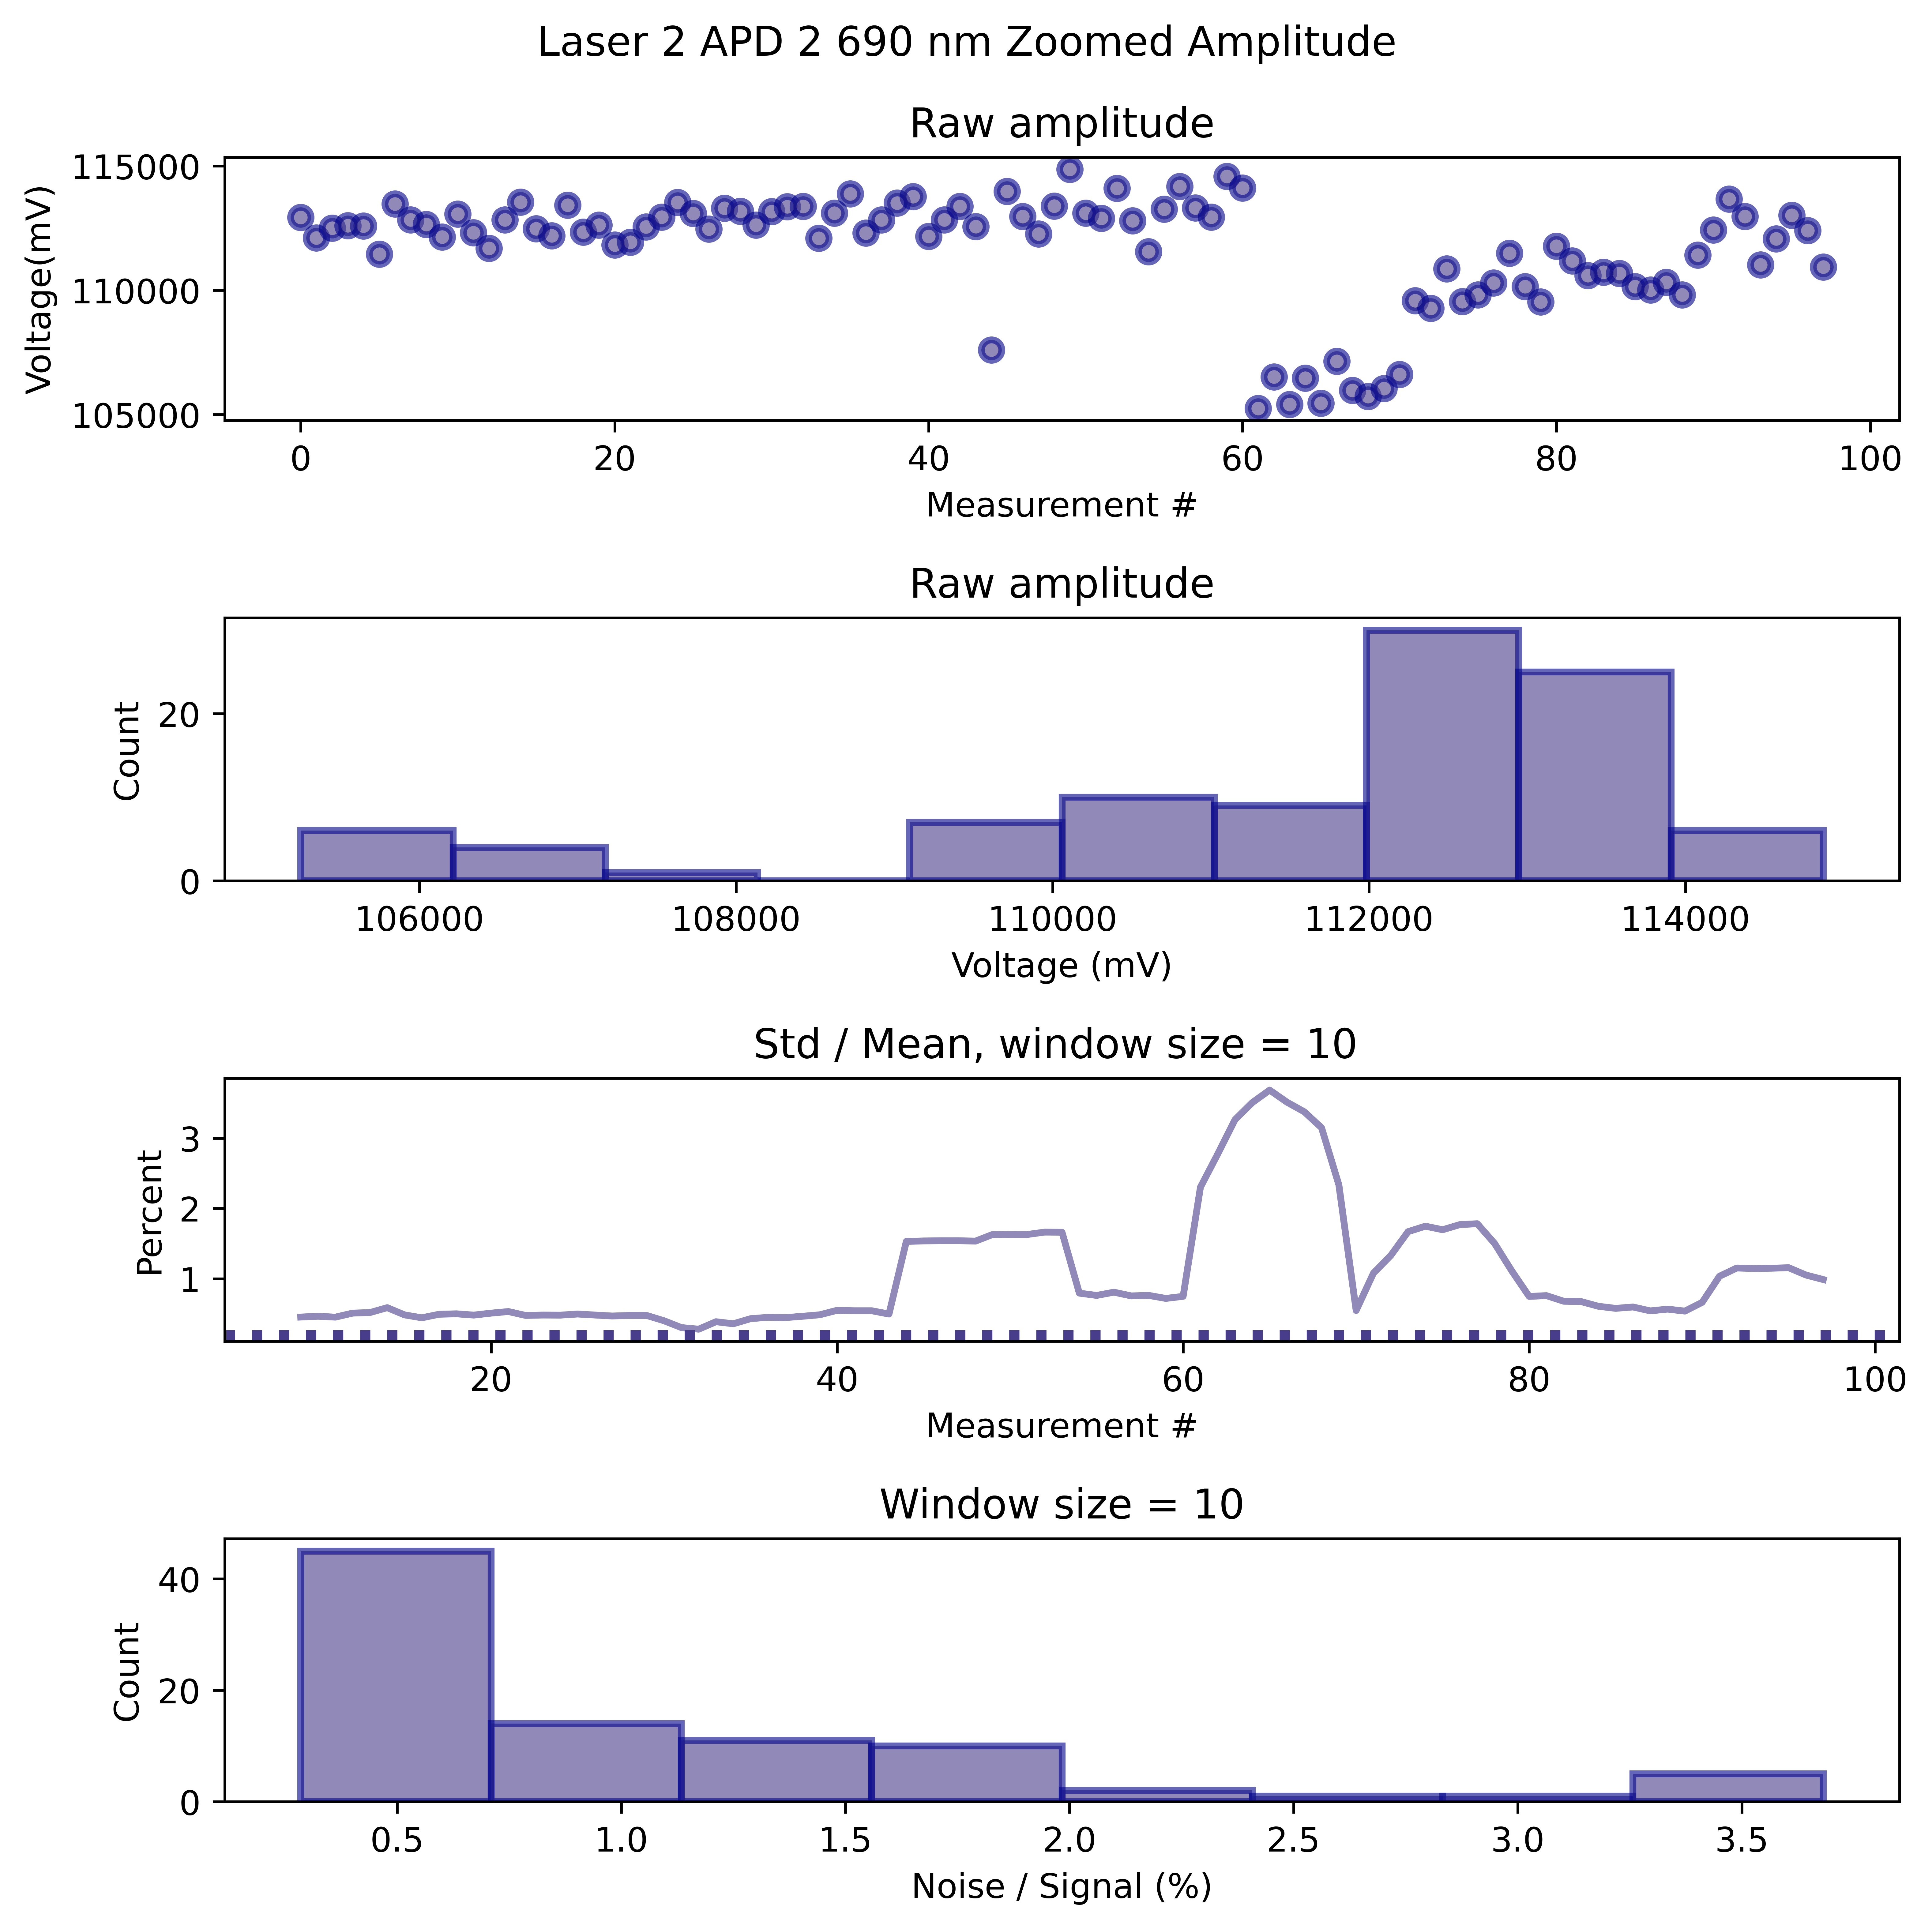 Laser 2 APD 2 690 nm Zoomed Amplitude
Raw amplitude
Voltage(mV)
115000
110000
105000
0 20 40 60 80 100
Measurement #
Raw amplitude
Count
20
0
106000 108000 110000 112000 114000
Voltage (mV)
Std / Mean, window size = 10
Percent
3
2
1
20 40 60 80 100
Measurement #
Window size = 10
Count
40
20
0
0.5 1.0 1.5 2.0 2.5 3.0 3.5
Noise / Signal (%)